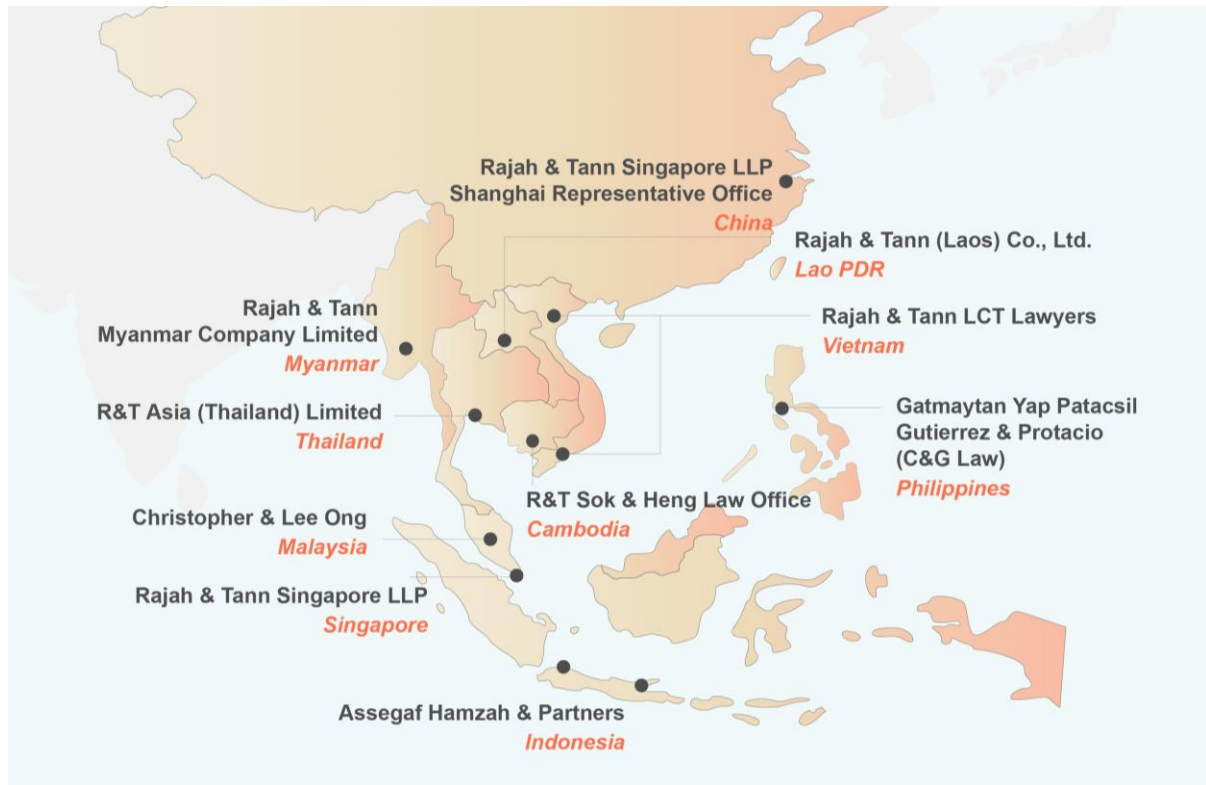 Rajah & Tann Singapore LLP
Shanghai Representative Office
China
Rajah & Tann (Laos) Co., Ltd.
Lao PDR
Rajah & Tann
Myanmar Company Limited
Myanmar
Rajah & Tann LCT Lawyers
Vietnam
R&T Asia (Thailand) Limited
Thailand
Gatmaytan Yap Patacsil
Gutierrez & Protacio
(C&G Law)
Philippines
R&T Sok & Heng Law Office
Cambodia
Christopher & Lee Ong
Malaysia
Rajah & Tann Singapore LLP
Singapore
Assegaf Hamzah & Partners
Indonesia